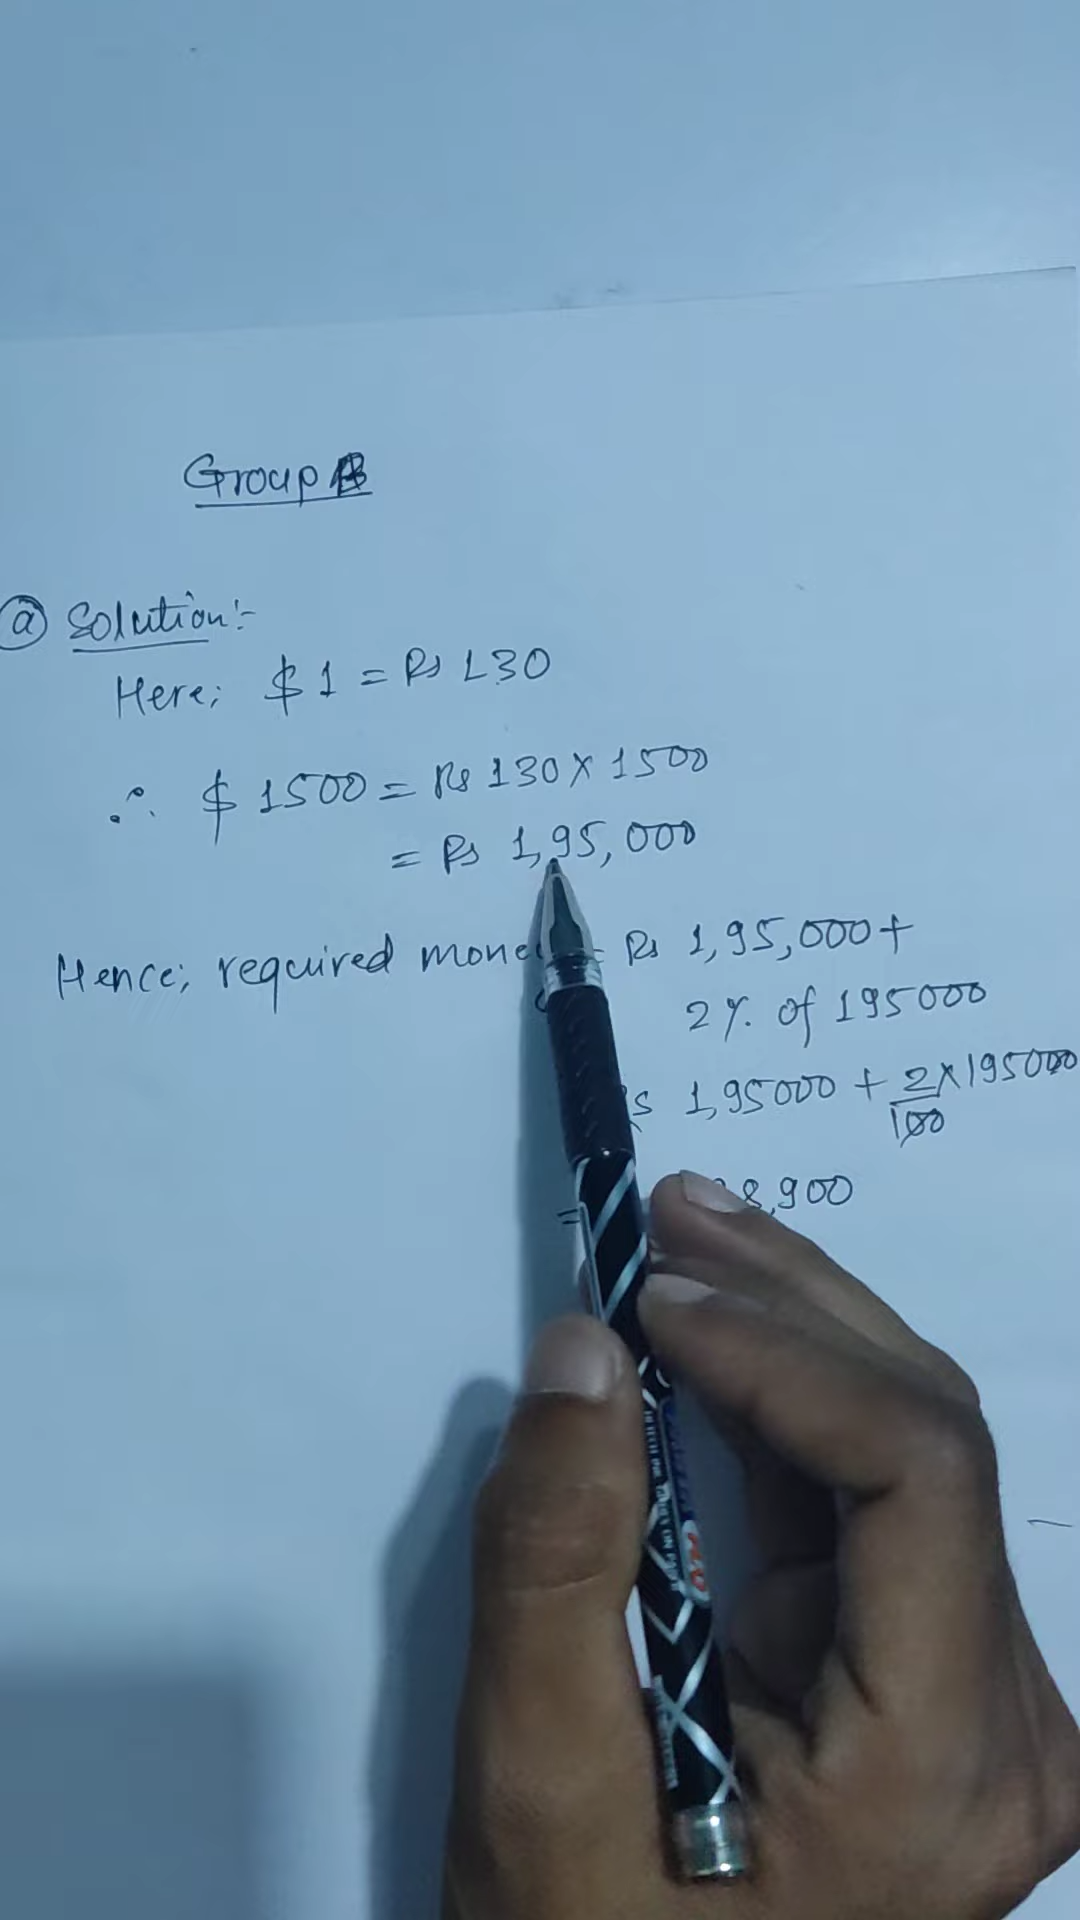 Group B
(a) Solution:-
Here; $ 1 = Rs 130
∴ $ 1500 = Rs 130 × 1500
= Rs 1,95,000
Hence; required = Rs 1,95,000 +
2% of 195000
1,95000 + 2/100 × 195000
= 8,900